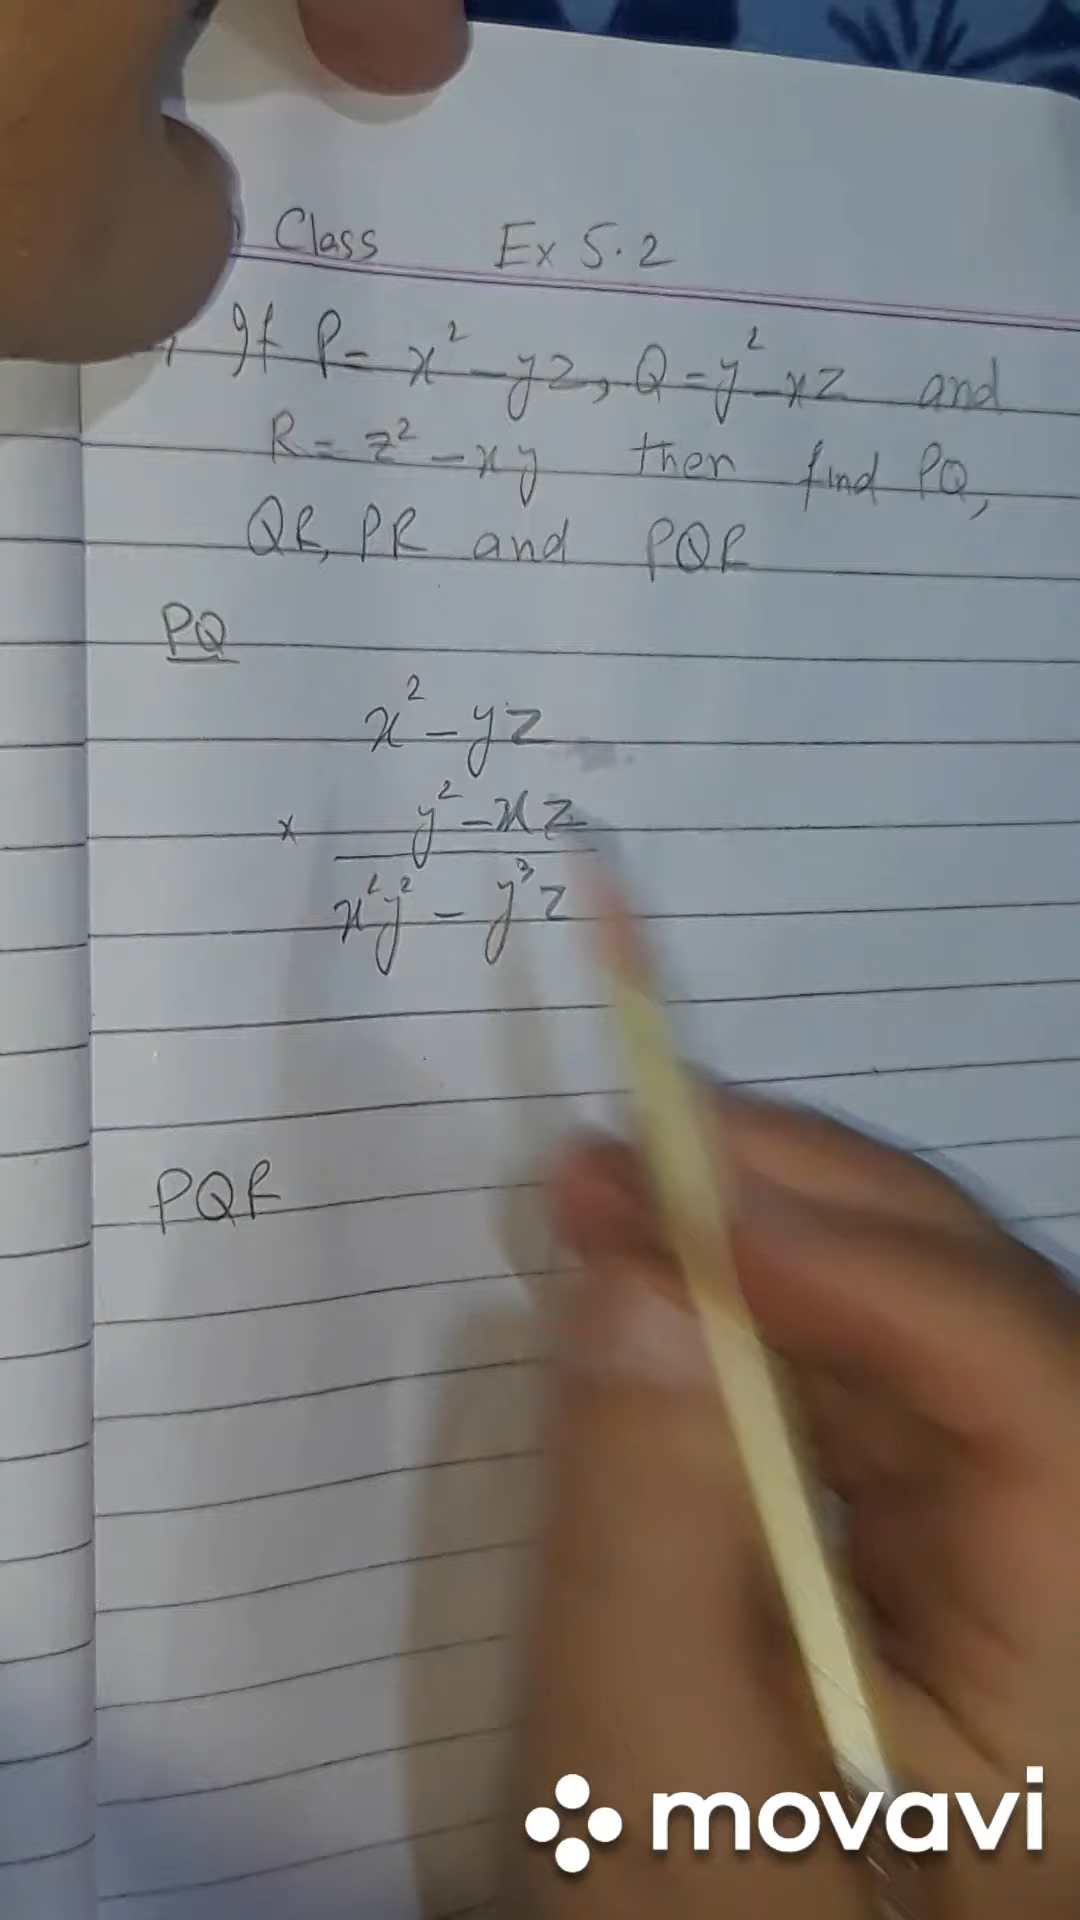 Class Ex 5.2
If P = x² - yz, Q = y² - xz and
R = z² - xy then find PQ,
QR, PR and PQR
PQ
x² - yz
× y² - xz
x²y² - y³z
PQR
movavi